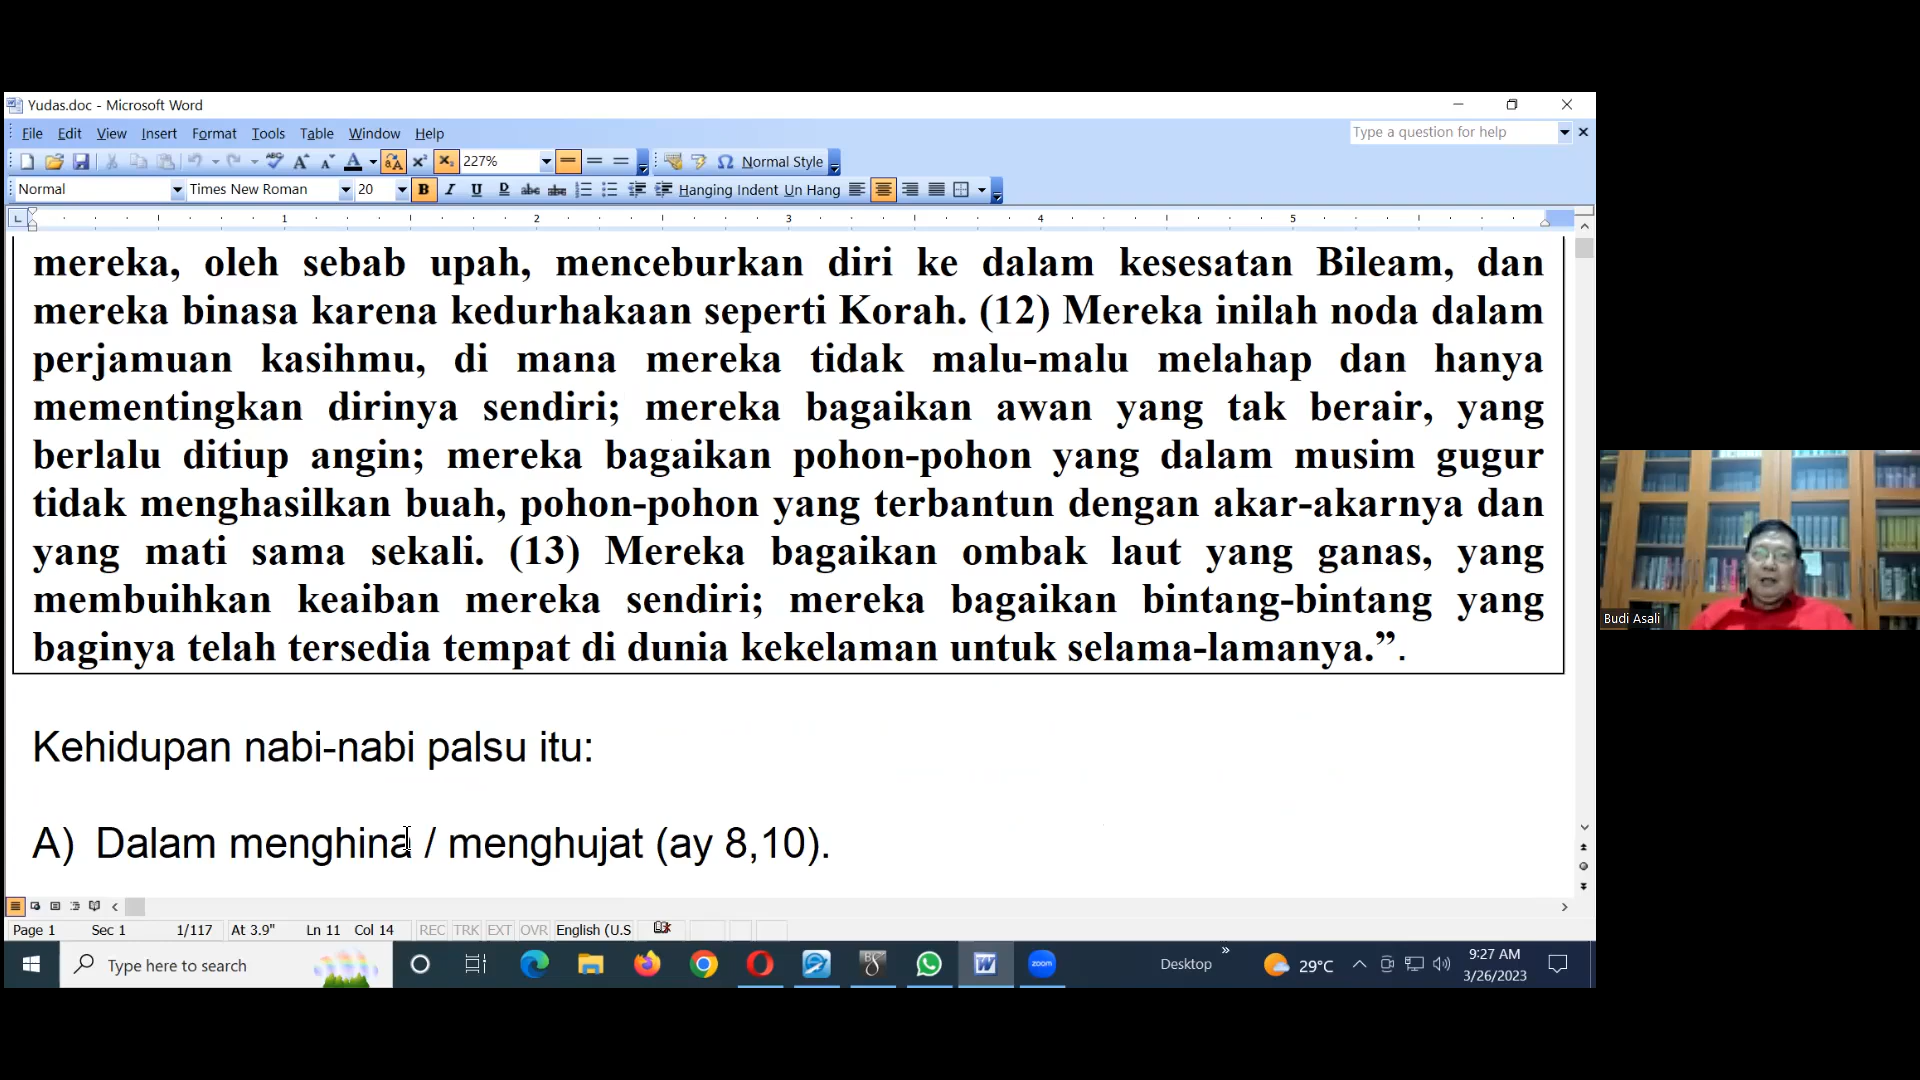 Yudas.doc - Microsoft Word
File Edit View Insert Format Tools Table Window Help
Type a question for help
227%
Normal Style
Normal
Times New Roman
20
Hanging Indent Un Hang
1 2 3 4 5
mereka, oleh sebab upah, menceburkan diri ke dalam kesesatan Bileam, dan
mereka binasa karena kedurhakaan seperti Korah. (12) Mereka inilah noda dalam
perjamuan kasihmu, di mana mereka tidak malu-malu melahap dan hanya
mementingkan dirinya sendiri; mereka bagaikan awan yang tak berair, yang
berlalu ditiup angin; mereka bagaikan pohon-pohon yang dalam musim gugur
tidak menghasilkan buah, pohon-pohon yang terbantun dengan akar-akarnya dan
yang mati sama sekali. (13) Mereka bagaikan ombak laut yang ganas, yang
membuihkan keaiban mereka sendiri; mereka bagaikan bintang-bintang yang
baginya telah tersedia tempat di dunia kekelaman untuk selama-lamanya.”.
Kehidupan nabi-nabi palsu itu:
A) Dalam menghina / menghujat (ay 8,10).
Budi Asali
Page 1 Sec 1 1/117 At 3.9" Ln 11 Col 14 REC TRK EXT OVR English (U.S
Type here to search
zoom
Desktop
29°C
9:27 AM
3/26/2023